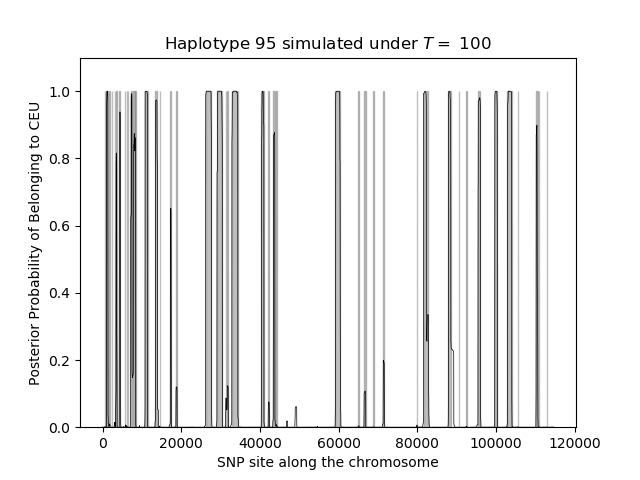 Haplotype 95 simulated under T = 100
Posterior Probability of Belonging to CEU
1.0
0.8
0.6
0.4
0.2
0.0
0 20000 40000 60000 80000 100000 120000
SNP site along the chromosome